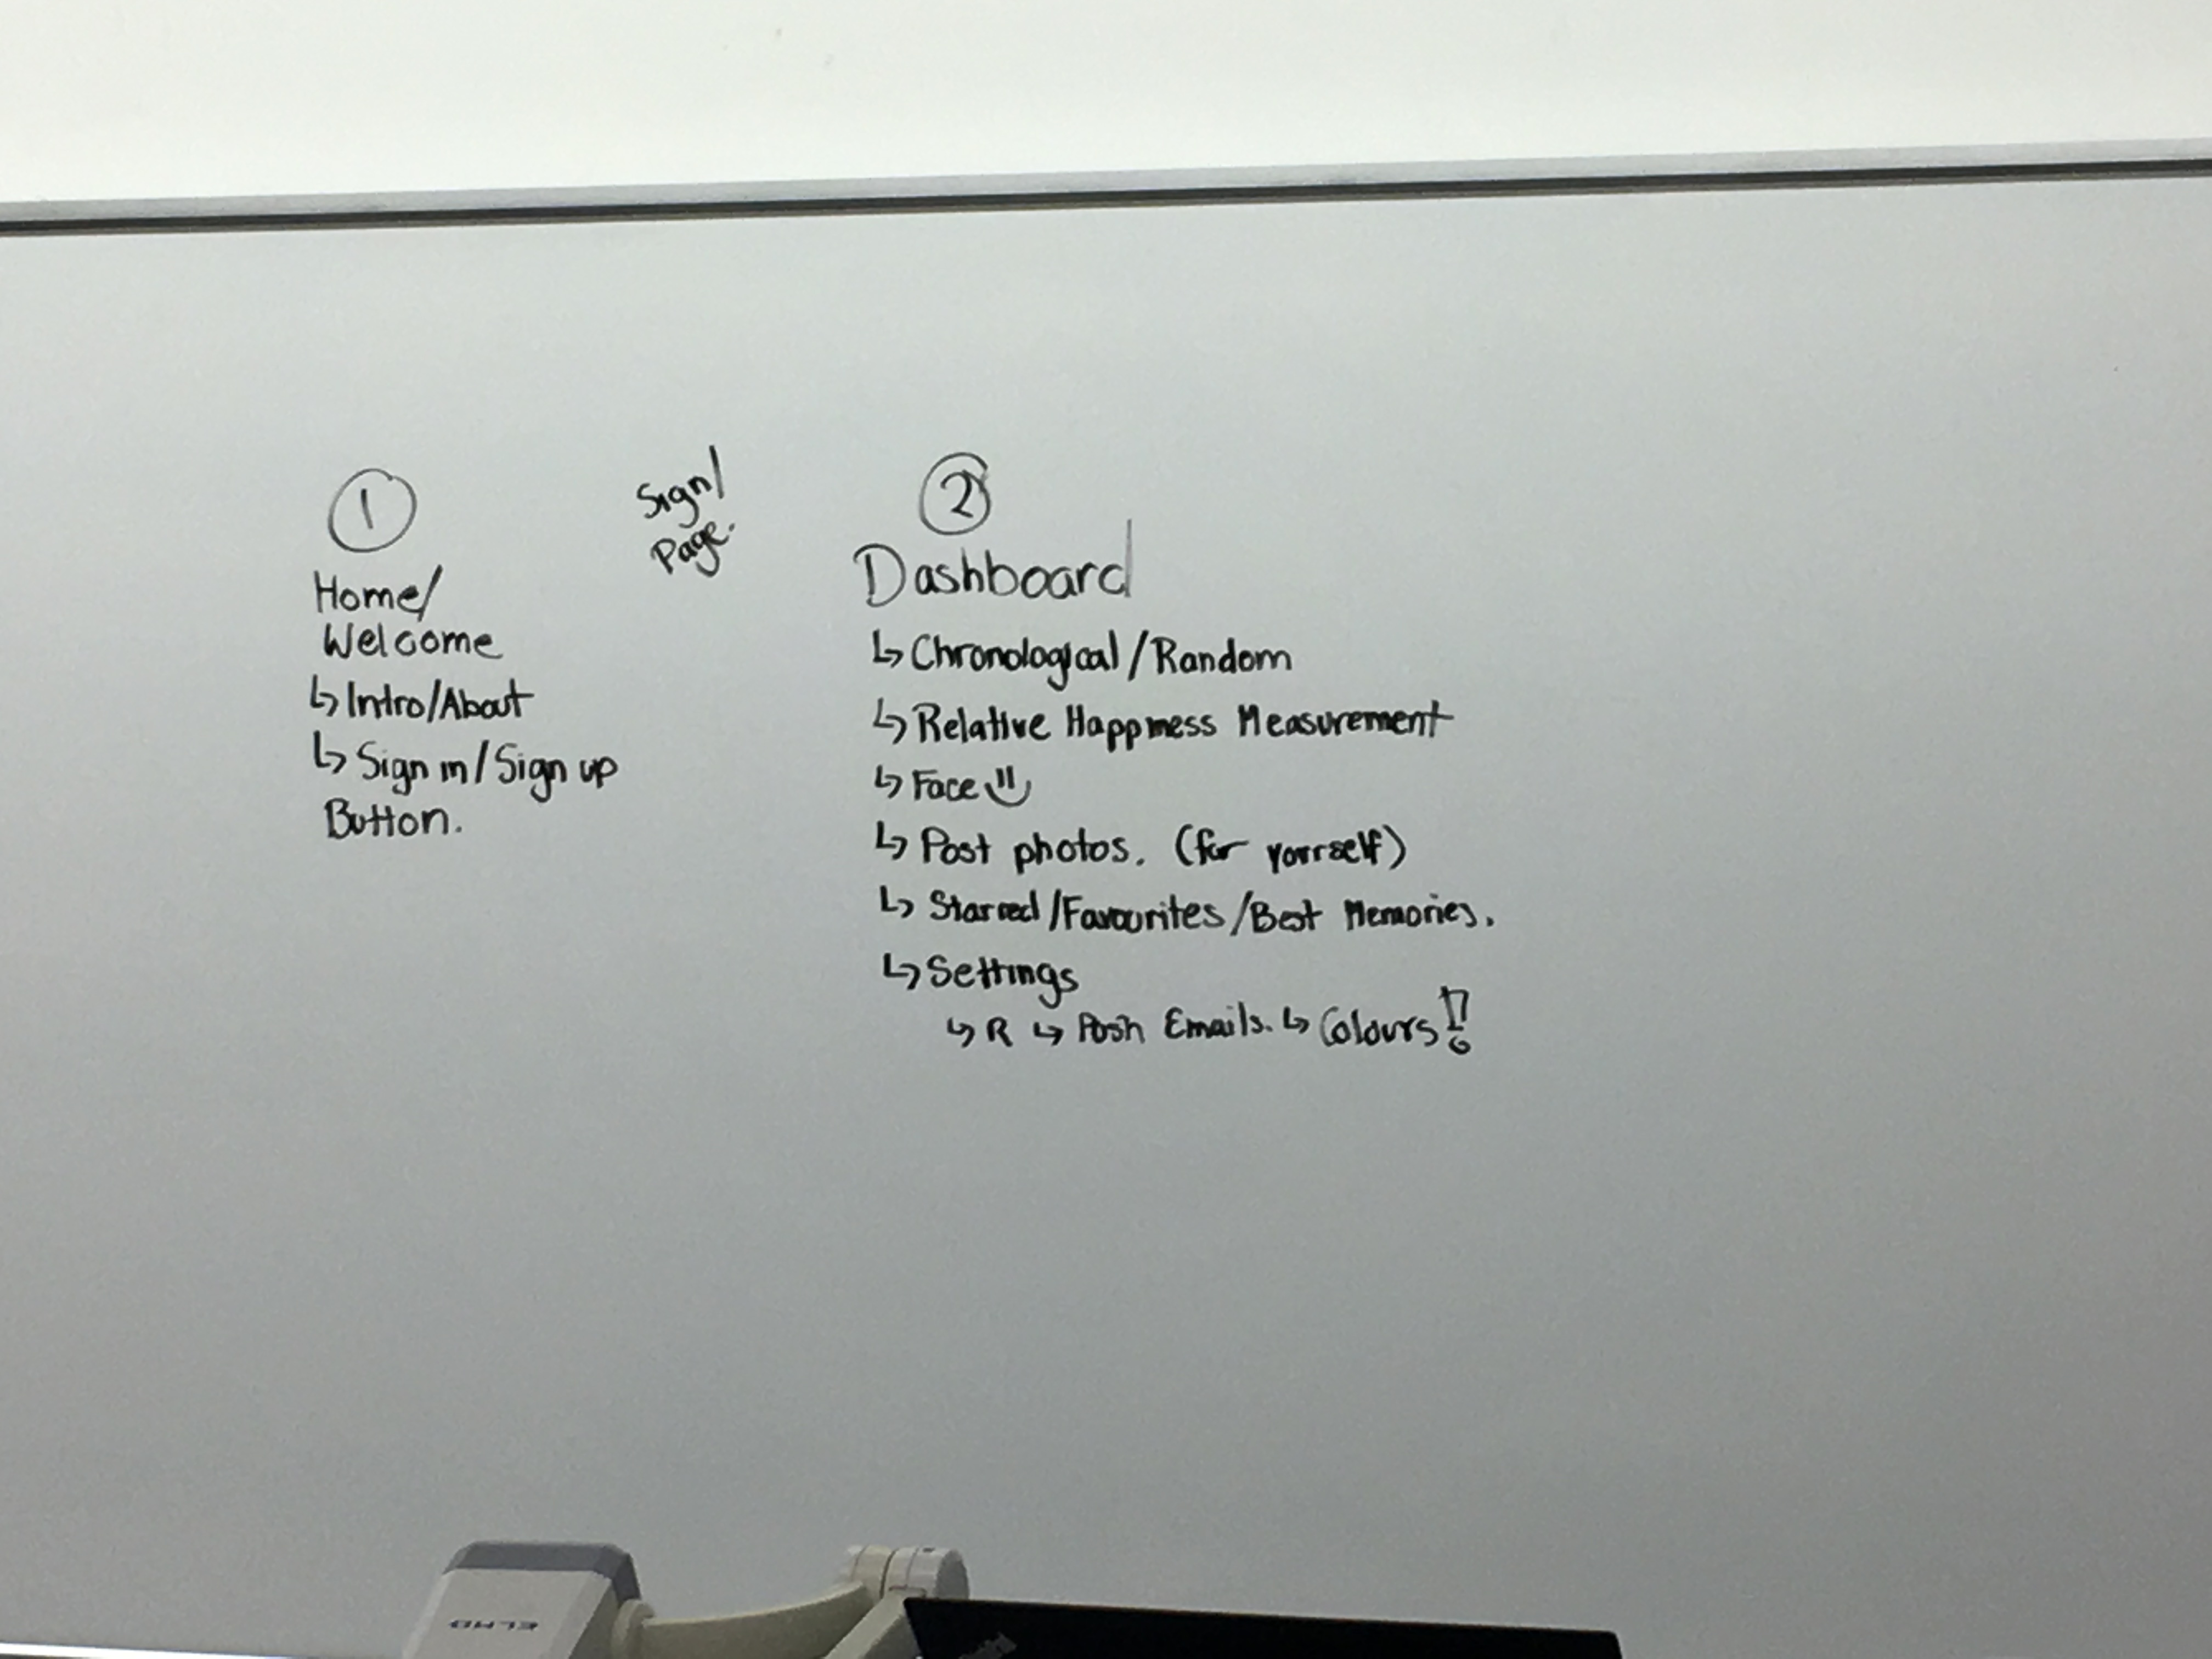 1
Home/
Welcome
↳ Intro/About
↳ Sign in/Sign up
Button.
Sign/
Page.
2
Dashboard
↳ Chronological/Random
↳ Relative Happiness Measurement
↳ Face
↳ Post photos. (for yourself)
↳ Starred/Favourites/Best Memories.
↳ Settings
↳ R ↳ Push Emails. ↳ Colours!!
ELMO